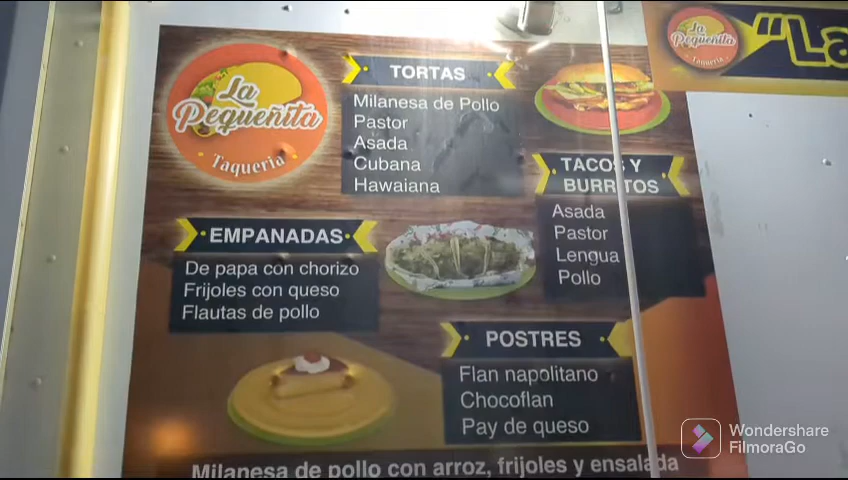 La
Pequeñita
Taqueria
TORTAS
Milanesa de Pollo
Pastor
Asada
Cubana
Hawaiana
TACOS Y
BURRITOS
Asada
Pastor
Lengua
Pollo
EMPANADAS
De papa con chorizo
Frijoles con queso
Flautas de pollo
POSTRES
Flan napolitano
Chocoflan
Pay de queso
Milanesa de pollo con arroz, frijoles y ensalada
La
Pequeñita
Taqueria
"La
Wondershare
FilmoraGo